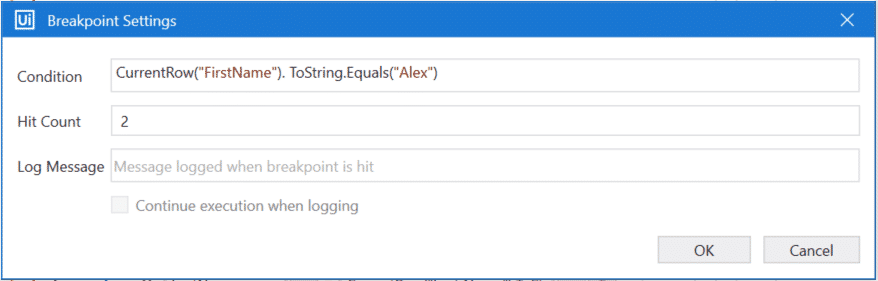 Ui Breakpoint Settings
Condition CurrentRow("FirstName"). ToString.Equals("Alex")
Hit Count 2
Log Message Message logged when breakpoint is hit
Continue execution when logging
OK Cancel